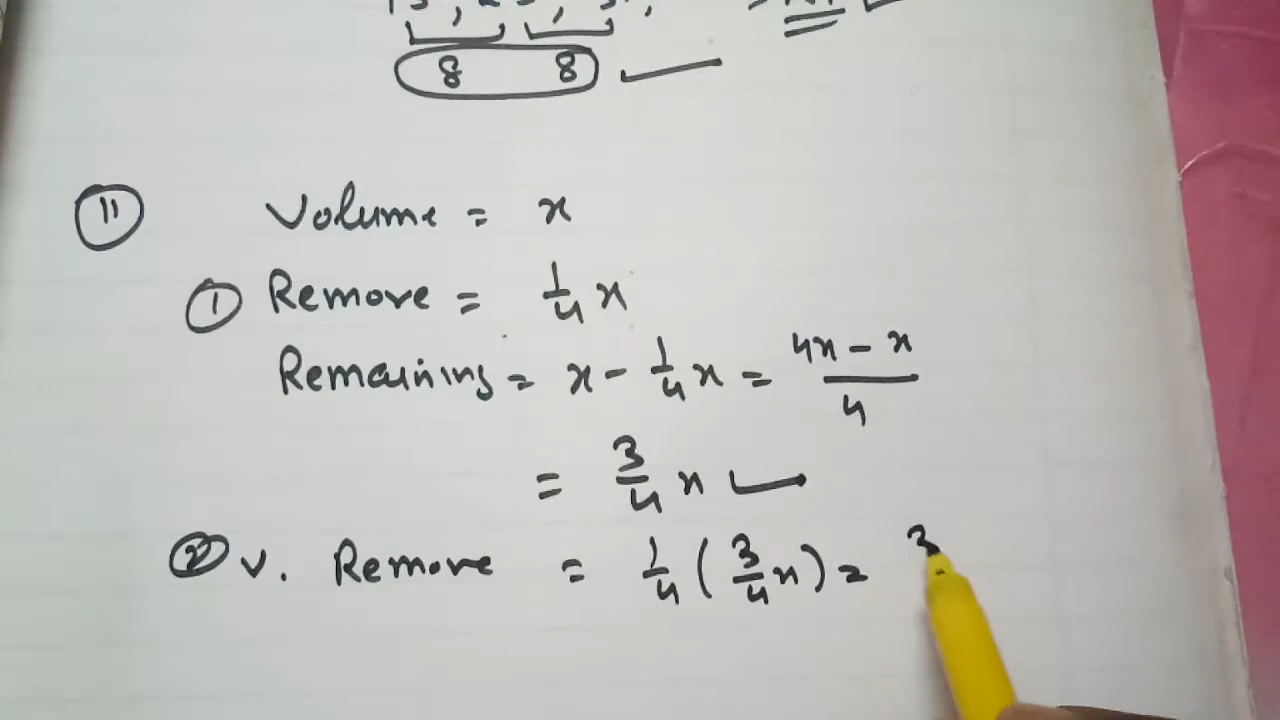 8 8
11 Volume = x
1 Remove = 1/4 x
Remaining = x - 1/4 x = (4x - x)/4
= 3/4 x
2 V. Remove = 1/4 (3/4 x) = 3